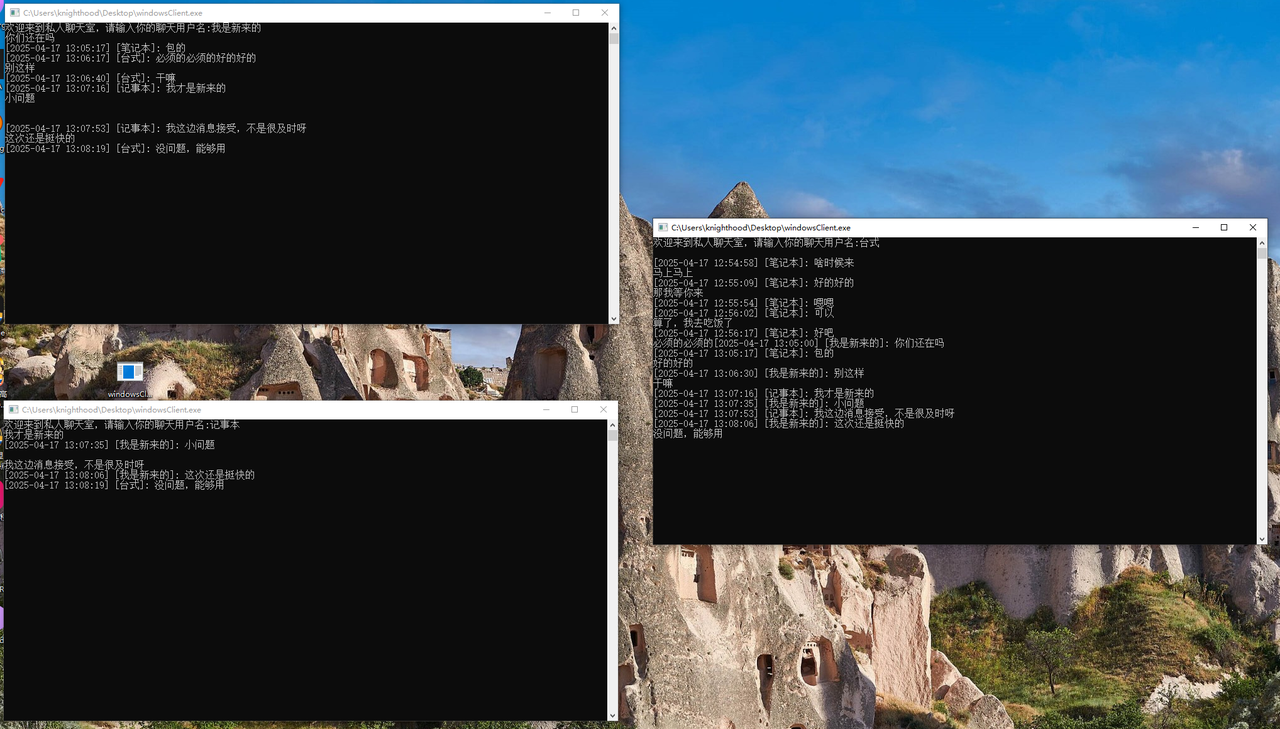 C:\Users\knighthood\Desktop\windowsClient.exe
欢迎来到私人聊天室，请输入你的聊天用户名:我是新来的
你们还在吗
[2025-04-17 13:05:17] [笔记本]: 包的
[2025-04-17 13:06:17] [台式]: 必须的必须的好的好的
别这样
[2025-04-17 13:06:40] [台式]: 干嘛
[2025-04-17 13:07:16] [记事本]: 我才是新来的
小问题
[2025-04-17 13:07:53] [记事本]: 我这边消息接受，不是很及时呀
这次还是挺快的
[2025-04-17 13:08:19] [台式]: 没问题，能够用
windowsCl...
C:\Users\knighthood\Desktop\windowsClient.exe
欢迎来到私人聊天室，请输入你的聊天用户名:记事本
我才是新来的
[2025-04-17 13:07:35] [我是新来的]: 小问题
我这边消息接受，不是很及时呀
[2025-04-17 13:08:06] [我是新来的]: 这次还是挺快的
[2025-04-17 13:08:19] [台式]: 没问题，能够用
C:\Users\knighthood\Desktop\windowsClient.exe
欢迎来到私人聊天室，请输入你的聊天用户名:台式
[2025-04-17 12:54:58] [笔记本]: 啥时候来
马上马上
[2025-04-17 12:55:09] [笔记本]: 好的好的
那我等你来
[2025-04-17 12:55:54] [笔记本]: 嗯嗯
[2025-04-17 12:56:02] [笔记本]: 可以
算了，我去吃饭了
[2025-04-17 12:56:17] [笔记本]: 好吧
必须的必须的[2025-04-17 13:05:00] [我是新来的]: 你们还在吗
[2025-04-17 13:05:17] [笔记本]: 包的
好的好的
[2025-04-17 13:06:30] [我是新来的]: 别这样
干嘛
[2025-04-17 13:07:16] [记事本]: 我才是新来的
[2025-04-17 13:07:35] [我是新来的]: 小问题
[2025-04-17 13:07:53] [记事本]: 我这边消息接受，不是很及时呀
[2025-04-17 13:08:06] [我是新来的]: 这次还是挺快的
没问题，能够用